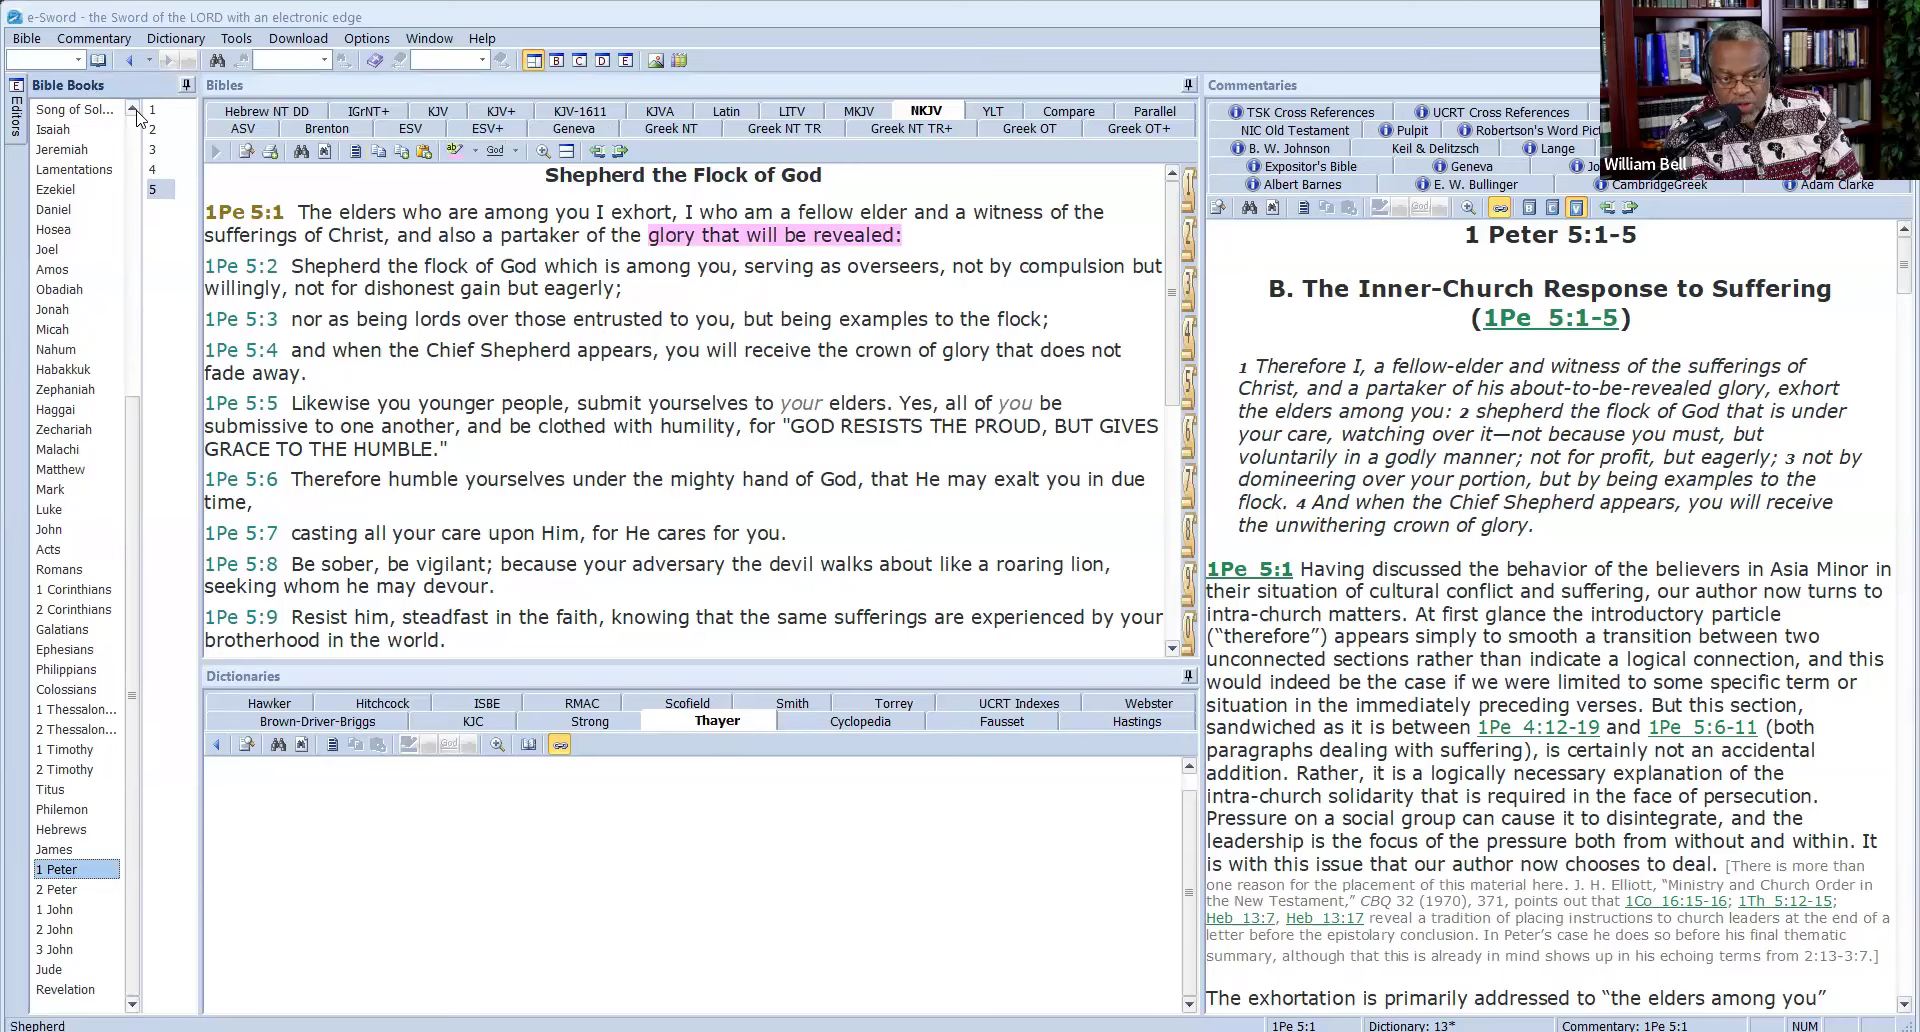 e-Sword - the Sword of the LORD with an electronic edge
Bible Commentary Dictionary Tools Download Options Window Help
B C D E
E Editors
Bible Books
Song of Sol...
Isaiah
Jeremiah
Lamentations
Ezekiel
Daniel
Hosea
Joel
Amos
Obadiah
Jonah
Micah
Nahum
Habakkuk
Zephaniah
Haggai
Zechariah
Malachi
Matthew
Mark
Luke
John
Acts
Romans
1 Corinthians
2 Corinthians
Galatians
Ephesians
Philippians
Colossians
1 Thessalon...
2 Thessalon...
1 Timothy
2 Timothy
Titus
Philemon
Hebrews
James
1 Peter
2 Peter
1 John
2 John
3 John
Jude
Revelation
1
2
3
4
5
Bibles
Hebrew NT DD IGrNT+ KJV KJV+ KJV-1611 KJVA Latin LITV MKJV NKJV YLT Compare Parallel
ASV Brenton ESV ESV+ Geneva Greek NT Greek NT TR Greek NT TR+ Greek OT Greek OT+
God
Shepherd the Flock of God
1Pe 5:1 The elders who are among you I exhort, I who am a fellow elder and a witness of the
sufferings of Christ, and also a partaker of the glory that will be revealed:
1Pe 5:2 Shepherd the flock of God which is among you, serving as overseers, not by compulsion but
willingly, not for dishonest gain but eagerly;
1Pe 5:3 nor as being lords over those entrusted to you, but being examples to the flock;
1Pe 5:4 and when the Chief Shepherd appears, you will receive the crown of glory that does not
fade away.
1Pe 5:5 Likewise you younger people, submit yourselves to your elders. Yes, all of you be
submissive to one another, and be clothed with humility, for "GOD RESISTS THE PROUD, BUT GIVES
GRACE TO THE HUMBLE."
1Pe 5:6 Therefore humble yourselves under the mighty hand of God, that He may exalt you in due
time,
1Pe 5:7 casting all your care upon Him, for He cares for you.
1Pe 5:8 Be sober, be vigilant; because your adversary the devil walks about like a roaring lion,
seeking whom he may devour.
1Pe 5:9 Resist him, steadfast in the faith, knowing that the same sufferings are experienced by your
brotherhood in the world.
1
2
3
4
5
6
7
8
9
0
Dictionaries
Hawker Hitchcock ISBE RMAC Scofield Smith Torrey UCRT Indexes Webster
Brown-Driver-Briggs KJC Strong Thayer Cyclopedia Fausset Hastings
God
Commentaries
TSK Cross References UCRT Cross References
NIC Old Testament Pulpit Robertson's Word Pic
B. W. Johnson Keil & Delitzsch Lange
Expositor's Bible Geneva Jo
Albert Barnes E. W. Bullinger CambridgeGreek Adam Clarke
William Bell
God B C V
1 Peter 5:1-5
B. The Inner-Church Response to Suffering
(1Pe 5:1-5)
1 Therefore I, a fellow-elder and witness of the sufferings of
Christ, and a partaker of his about-to-be-revealed glory, exhort
the elders among you: 2 shepherd the flock of God that is under
your care, watching over it—not because you must, but
voluntarily in a godly manner; not for profit, but eagerly; 3 not by
domineering over your portion, but by being examples to the
flock. 4 And when the Chief Shepherd appears, you will receive
the unwithering crown of glory.
1Pe 5:1 Having discussed the behavior of the believers in Asia Minor in
their situation of cultural conflict and suffering, our author now turns to
intra-church matters. At first glance the introductory particle
(“therefore”) appears simply to smooth a transition between two
unconnected sections rather than indicate a logical connection, and this
would indeed be the case if we were limited to some specific term or
situation in the immediately preceding verses. But this section,
sandwiched as it is between 1Pe 4:12-19 and 1Pe 5:6-11 (both
paragraphs dealing with suffering), is certainly not an accidental
addition. Rather, it is a logically necessary explanation of the
intra-church solidarity that is required in the face of persecution.
Pressure on a social group can cause it to disintegrate, and the
leadership is the focus of the pressure both from without and within. It
is with this issue that our author now chooses to deal. [There is more than
one reason for the placement of this material here. J. H. Elliott, “Ministry and Church Order in
the New Testament,” CBQ 32 (1970), 371, points out that 1Co 16:15-16; 1Th 5:12-15;
Heb 13:7, Heb 13:17 reveal a tradition of placing instructions to church leaders at the end of a
letter before the epistolary conclusion. In Peter’s case he does so before his final thematic
summary, although that this is already in mind shows up in his echoing terms from 2:13-3:7.]
The exhortation is primarily addressed to “the elders among you”
Shepherd
1Pe 5:1 Dictionary: 13* Commentary: 1Pe 5:1 NUM